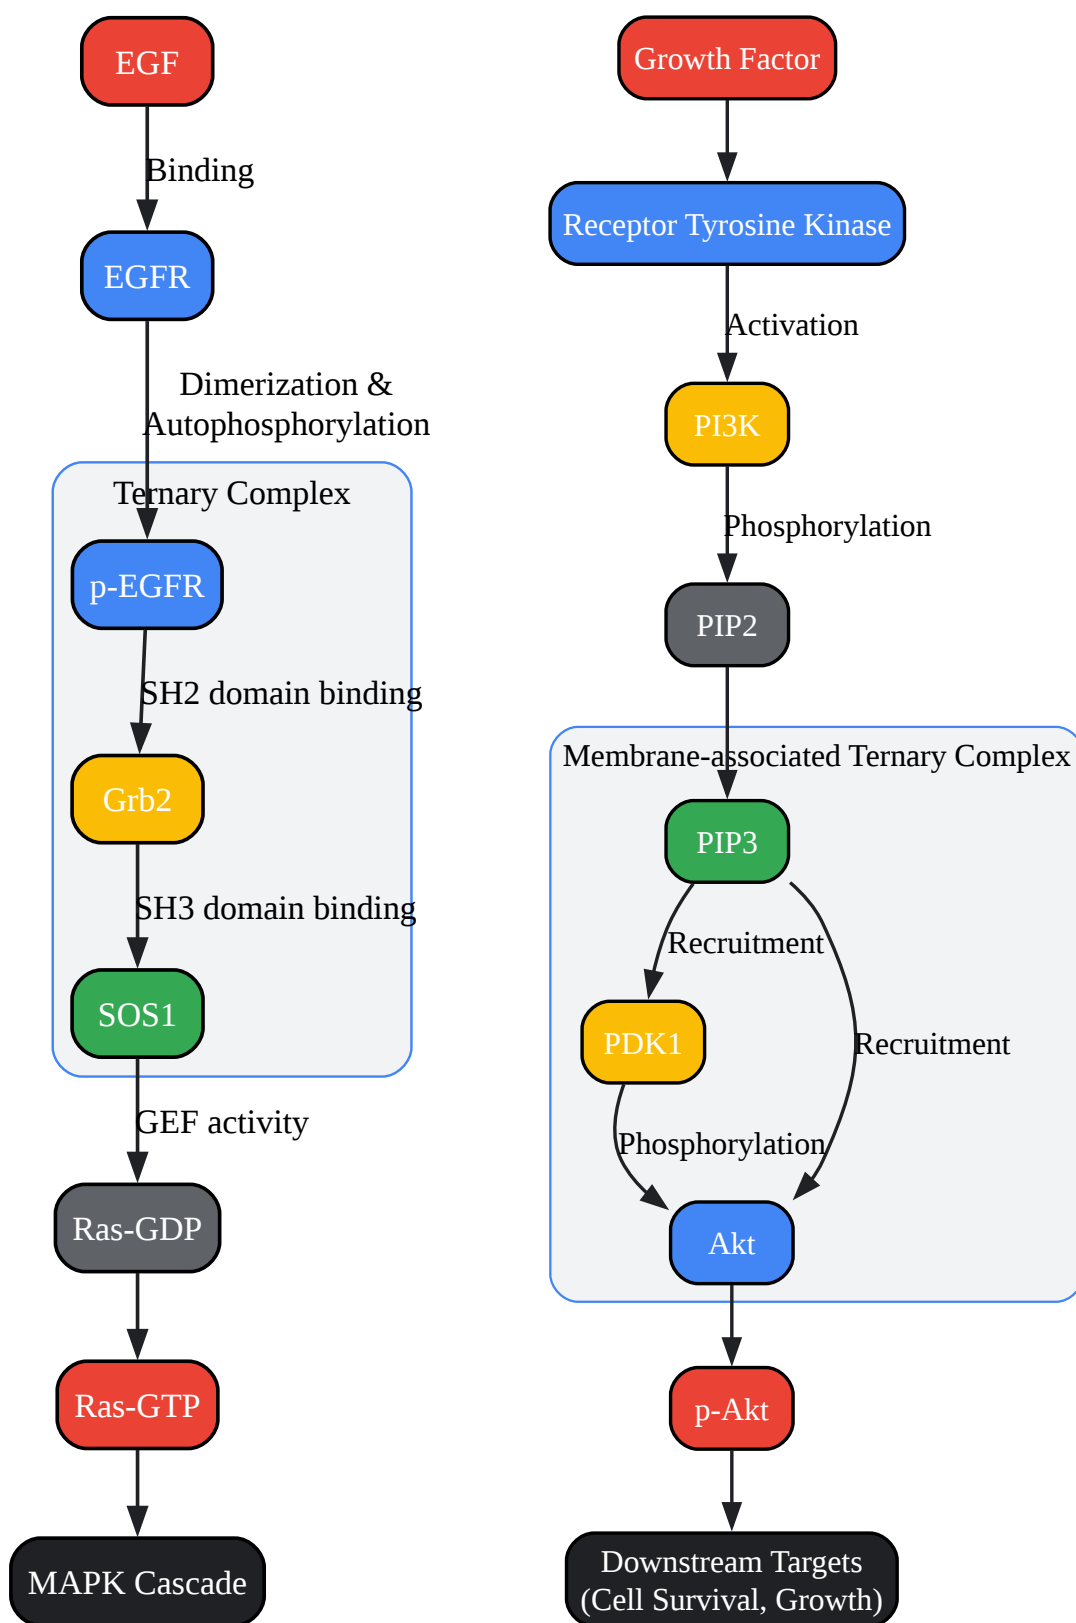 EGF
Binding
EGFR
Dimerization &
Autophosphorylation
Ternary Complex
p-EGFR
SH2 domain binding
Grb2
SH3 domain binding
SOS1
GEF activity
Ras-GDP
Ras-GTP
MAPK Cascade
Growth Factor
Receptor Tyrosine Kinase
Activation
PI3K
Phosphorylation
PIP2
Membrane-associated Ternary Complex
PIP3
Recruitment
PDK1
Recruitment
Phosphorylation
Akt
p-Akt
Downstream Targets
(Cell Survival, Growth)